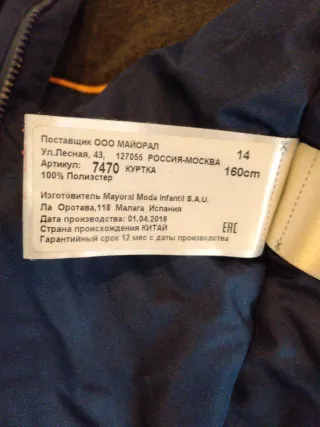 Поставщик ООО МАЙОРАЛ
Ул.Лесная, 43, 127055 РОССИЯ-МОСКВА 14
Артикул: 7470 КУРТКА 160cm
100% Полиэстер
Изготовитель Mayoral Moda Infantil S.A.U.
Ла Оротава,118 Малага Испания
Дата производства: 01.04.2018
Страна происхождения КИТАЙ
Гарантийный срок 12 мес с даты производства
ЕАС